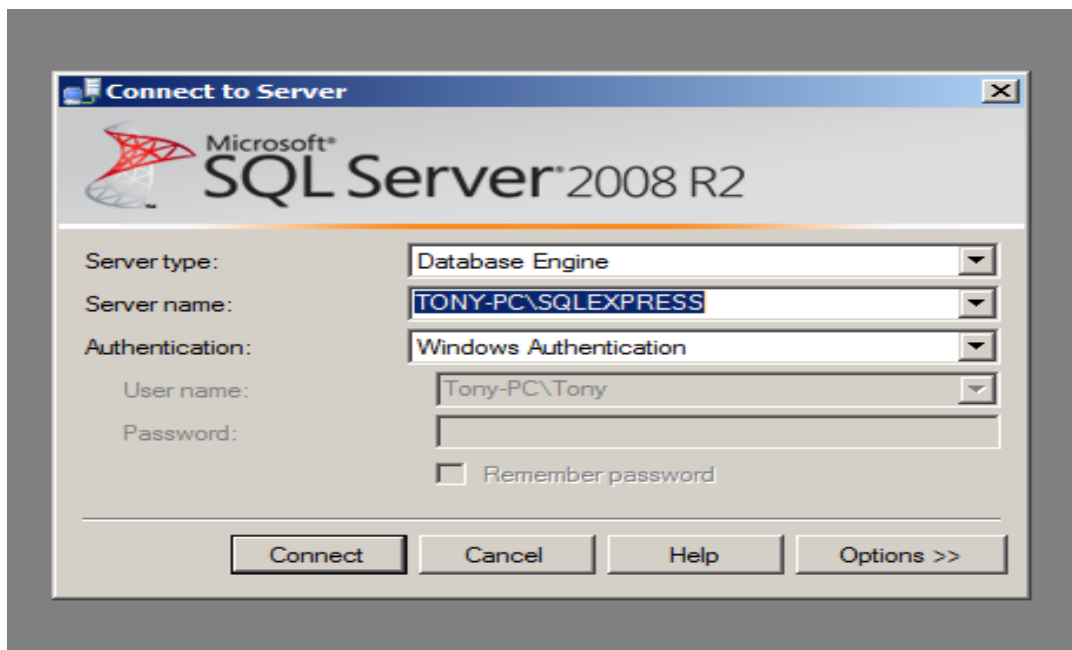 Connect to Server
Microsoft®
SQL Server® 2008 R2
Server type: Database Engine
Server name: TONY-PC\SQLEXPRESS
Authentication: Windows Authentication
User name: Tony-PC\Tony
Password:
Remember password
Connect Cancel Help Options >>